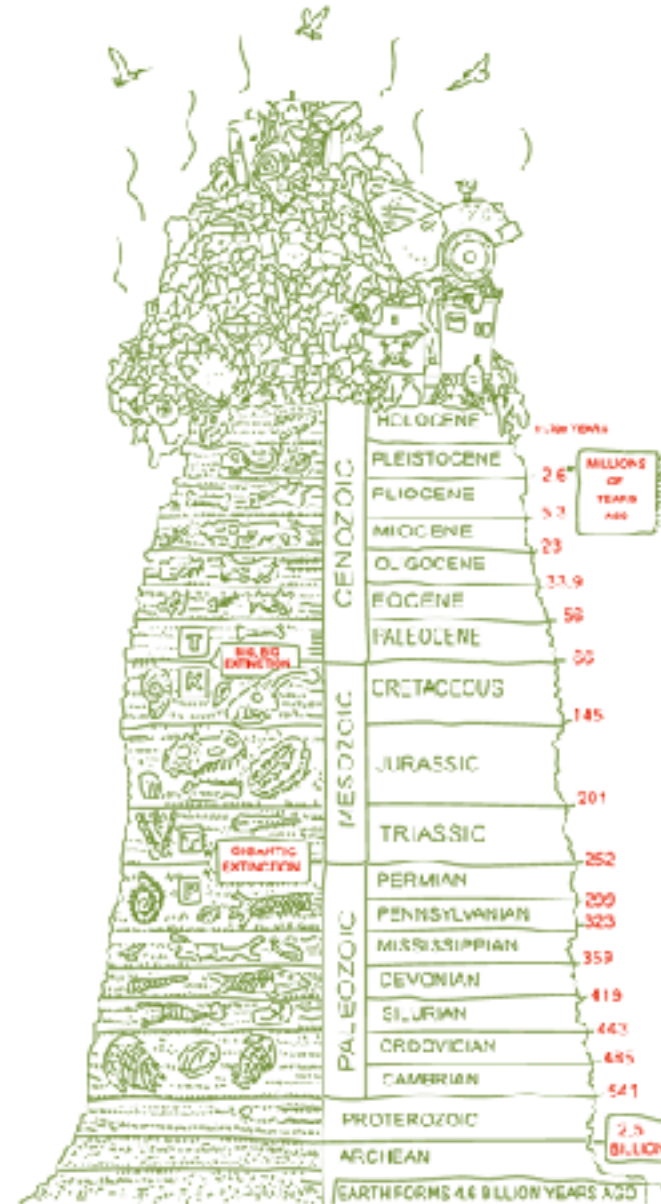 HOLOCENE
PLEISTOCENE
2.6
MILLIONS
OF
YEARS
AGO
PLIOCENE
5.3
MIOCENE
23
OLIGOCENE
33.9
EOCENE
56
PALEOCENE
66
CENOZOIC
T
BIG, BIG
EXTINCTION
K
CRETACEOUS
145
JURASSIC
201
TRIASSIC
252
MESOZOIC
GIGANTIC
EXTINCTION
P
PERMIAN
299
PENNSYLVANIAN
323
MISSISSIPPIAN
359
DEVONIAN
419
SILURIAN
443
ORDOVICIAN
485
CAMBRIAN
541
PALEOZOIC
PROTEROZOIC
2.5
BILLION
ARCHEAN
EARTH FORMS 4.6 BILLION YEARS AGO